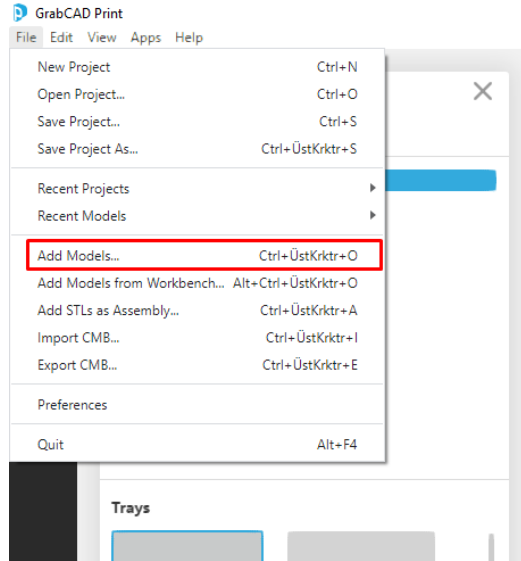 GrabCAD Print
File Edit View Apps Help
New Project Ctrl+N
Open Project... Ctrl+O
Save Project... Ctrl+S
Save Project As... Ctrl+ÜstKrktr+S
Recent Projects
Recent Models
Add Models... Ctrl+ÜstKrktr+O
Add Models from Workbench... Alt+Ctrl+ÜstKrktr+O
Add STLs as Assembly... Ctrl+ÜstKrktr+A
Import CMB... Ctrl+ÜstKrktr+I
Export CMB... Ctrl+ÜstKrktr+E
Preferences
Quit Alt+F4
Trays